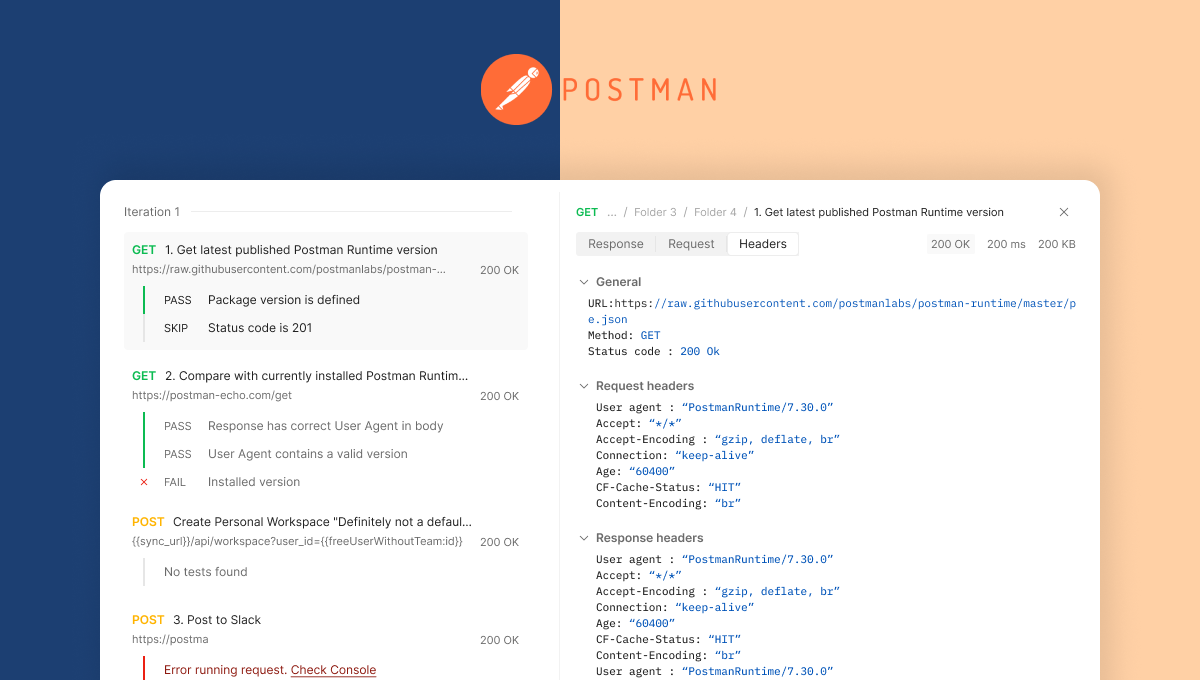 POSTMAN
Iteration 1
GET 1. Get latest published Postman Runtime version
https://raw.githubusercontent.com/postmanlabs/postman-... 200 OK
PASS Package version is defined
SKIP Status code is 201
GET 2. Compare with currently installed Postman Runtim...
https://postman-echo.com/get 200 OK
PASS Response has correct User Agent in body
PASS User Agent contains a valid version
FAIL Installed version
POST Create Personal Workspace "Definitely not a defaul...
{{sync_url}}/api/workspace?user_id={{freeUserWithoutTeam:id}} 200 OK
No tests found
POST 3. Post to Slack
https://postma 200 OK
Error running request. Check Console
GET ... / Folder 3 / Folder 4 / 1. Get latest published Postman Runtime version
Response Request Headers 200 OK 200 ms 200 KB
General
URL:https://raw.githubusercontent.com/postmanlabs/postman-runtime/master/p
e.json
Method: GET
Status code : 200 Ok
Request headers
User agent : “PostmanRuntime/7.30.0”
Accept: “*/*”
Accept-Encoding : “gzip, deflate, br”
Connection: “keep-alive”
Age: “60400”
CF-Cache-Status: “HIT”
Content-Encoding: “br”
Response headers
User agent : “PostmanRuntime/7.30.0”
Accept: “*/*”
Accept-Encoding : “gzip, deflate, br”
Connection: “keep-alive”
Age: “60400”
CF-Cache-Status: “HIT”
Content-Encoding: “br”
User agent : “PostmanRuntime/7.30.0”